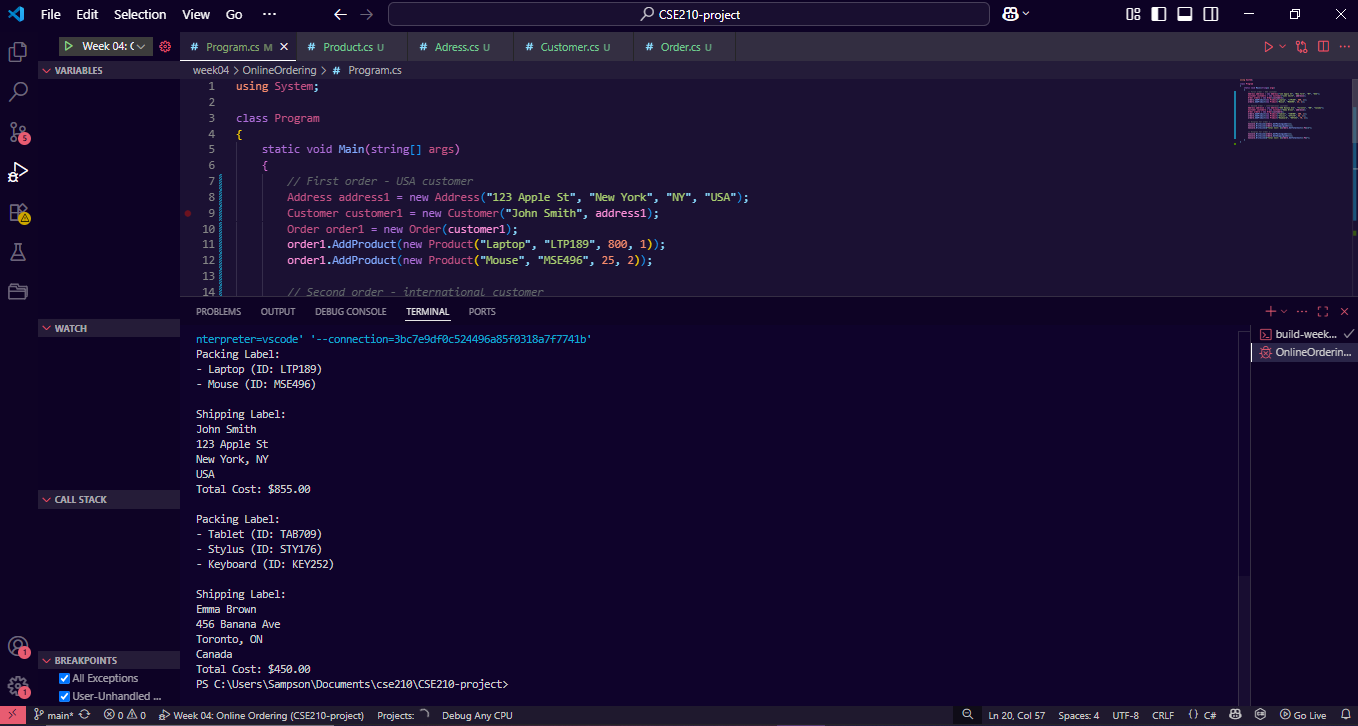 File Edit Selection View Go ··· CSE210-project
Week 04: C
# Program.cs M # Product.cs U # Adress.cs U # Customer.cs U # Order.cs U
VARIABLES
week04 > OnlineOrdering > # Program.cs
1 using System;
2
3 class Program
4 {
5 static void Main(string[] args)
6 {
7 // First order - USA customer
8 Address address1 = new Address("123 Apple St", "New York", "NY", "USA");
9 Customer customer1 = new Customer("John Smith", address1);
10 Order order1 = new Order(customer1);
11 order1.AddProduct(new Product("Laptop", "LTP189", 800, 1));
12 order1.AddProduct(new Product("Mouse", "MSE496", 25, 2));
13
14 // Second order - international customer
PROBLEMS OUTPUT DEBUG CONSOLE TERMINAL PORTS
WATCH
nterpreter=vscode' '--connection=3bc7e9df0c524496a85f0318a7f7741b'
Packing Label:
- Laptop (ID: LTP189)
- Mouse (ID: MSE496)
Shipping Label:
John Smith
123 Apple St
New York, NY
USA
Total Cost: $855.00
Packing Label:
- Tablet (ID: TAB709)
- Stylus (ID: STY176)
- Keyboard (ID: KEY252)
Shipping Label:
Emma Brown
456 Banana Ave
Toronto, ON
Canada
Total Cost: $450.00
PS C:\Users\Sampson\Documents\cse210\CSE210-project>
build-week...
OnlineOrderin...
CALL STACK
BREAKPOINTS
All Exceptions
User-Unhandled ...
5
1
1
main* 0 0 Week 04: Online Ordering (CSE210-project) Projects: Debug Any CPU Ln 20, Col 57 Spaces: 4 UTF-8 CRLF {} C# Go Live